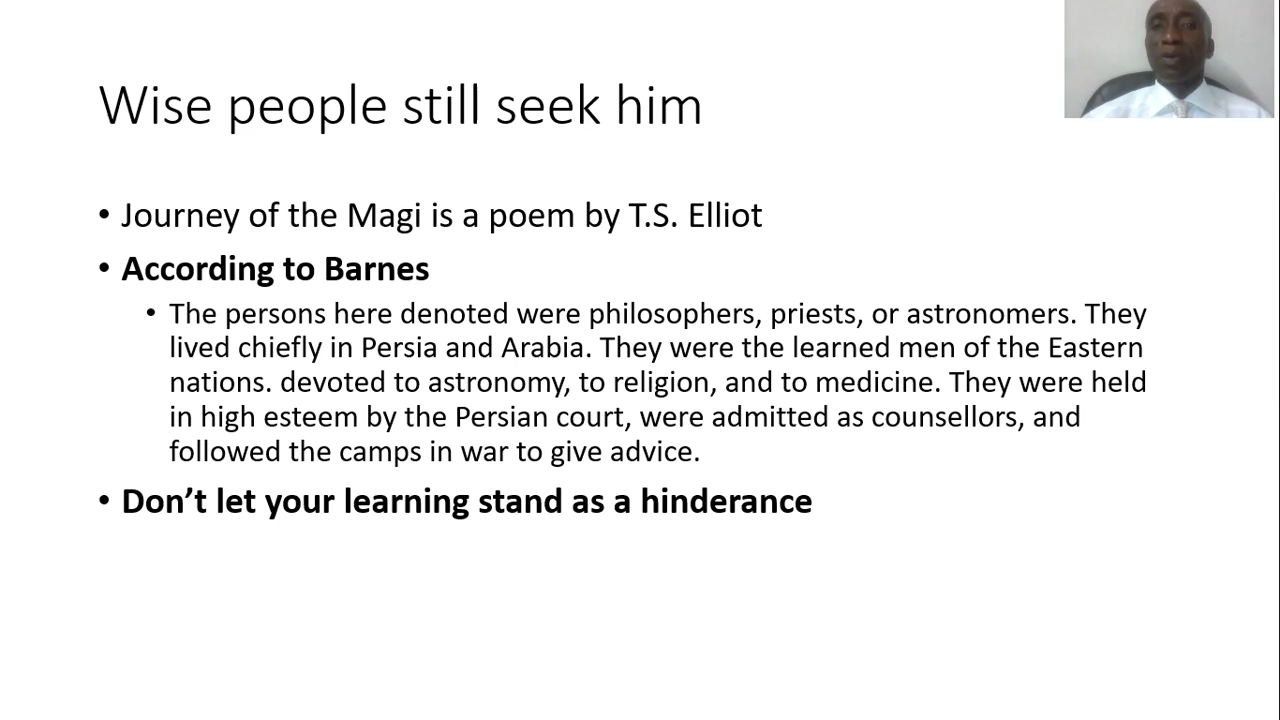 Wise people still seek him
• Journey of the Magi is a poem by T.S. Elliot
• According to Barnes
• The persons here denoted were philosophers, priests, or astronomers. They
lived chiefly in Persia and Arabia. They were the learned men of the Eastern
nations. devoted to astronomy, to religion, and to medicine. They were held
in high esteem by the Persian court, were admitted as counsellors, and
followed the camps in war to give advice.
• Don’t let your learning stand as a hinderance